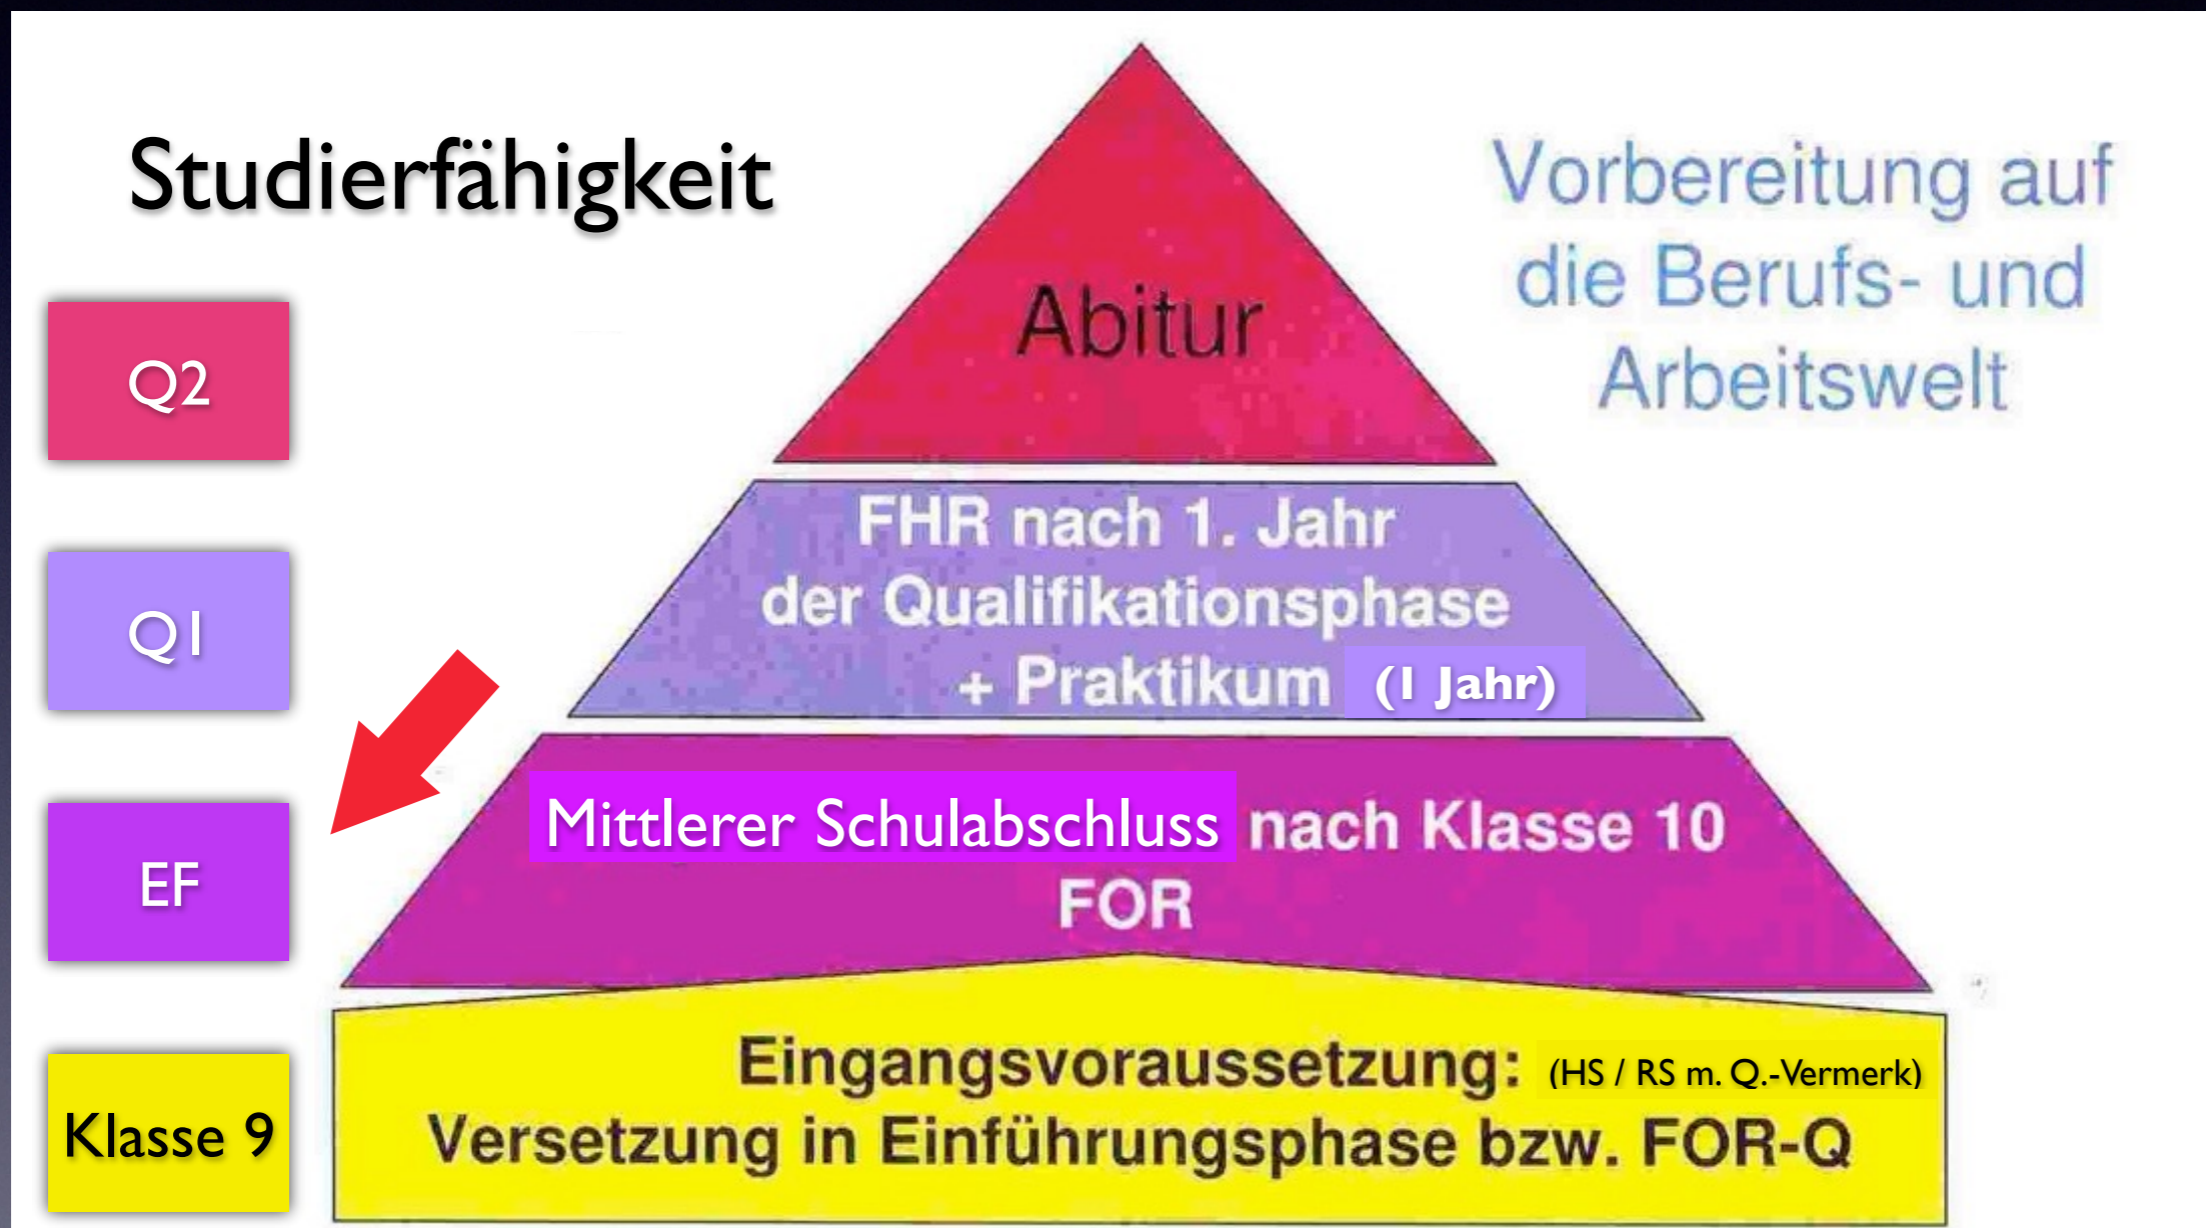 Studierfähigkeit
Vorbereitung auf
die Berufs- und
Arbeitswelt
Q2
Abitur
Q1
FHR nach 1. Jahr
der Qualifikationsphase
+ Praktikum (1 Jahr)
EF
Mittlerer Schulabschluss nach Klasse 10
FOR
Klasse 9
Eingangsvoraussetzung: (HS / RS m. Q.-Vermerk)
Versetzung in Einführungsphase bzw. FOR-Q